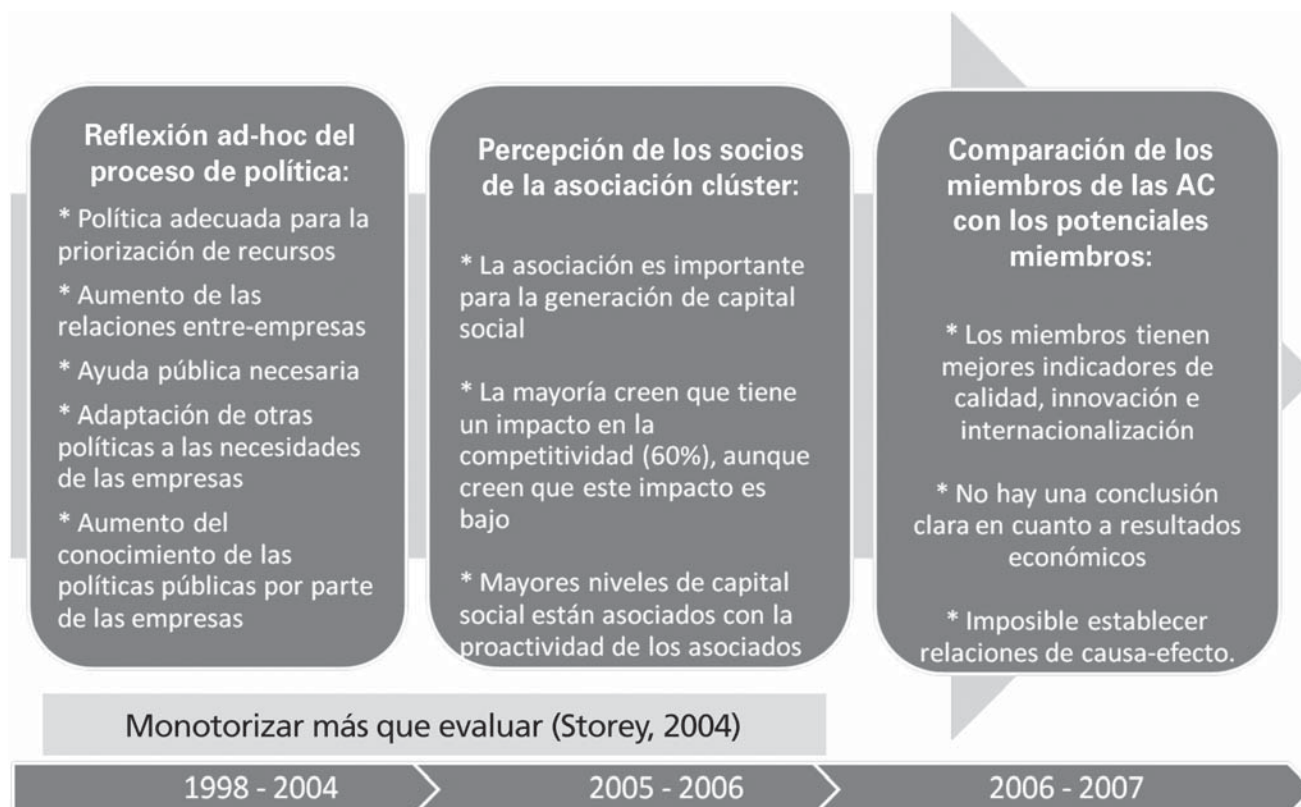 Reflexión ad-hoc del
proceso de política:
* Política adecuada para la
priorización de recursos
* Aumento de las
relaciones entre-empresas
* Ayuda pública necesaria
* Adaptación de otras
políticas a las necesidades
de las empresas
* Aumento del
conocimiento de las
políticas públicas por parte
de las empresas
Percepción de los socios
de la asociación clúster:
* La asociación es importante
para la generación de capital
social
* La mayoría creen que tiene
un impacto en la
competitividad (60%), aunque
creen que este impacto es
bajo
* Mayores niveles de capital
social están asociados con la
proactividad de los asociados
Comparación de los
miembros de las AC
con los potenciales
miembros:
* Los miembros tienen
mejores indicadores de
calidad, innovación e
internacionalización
* No hay una conclusión
clara en cuanto a resultados
económicos
* Imposible establecer
relaciones de causa-efecto.
Monotorizar más que evaluar (Storey, 2004)
1998 - 2004
2005 - 2006
2006 - 2007